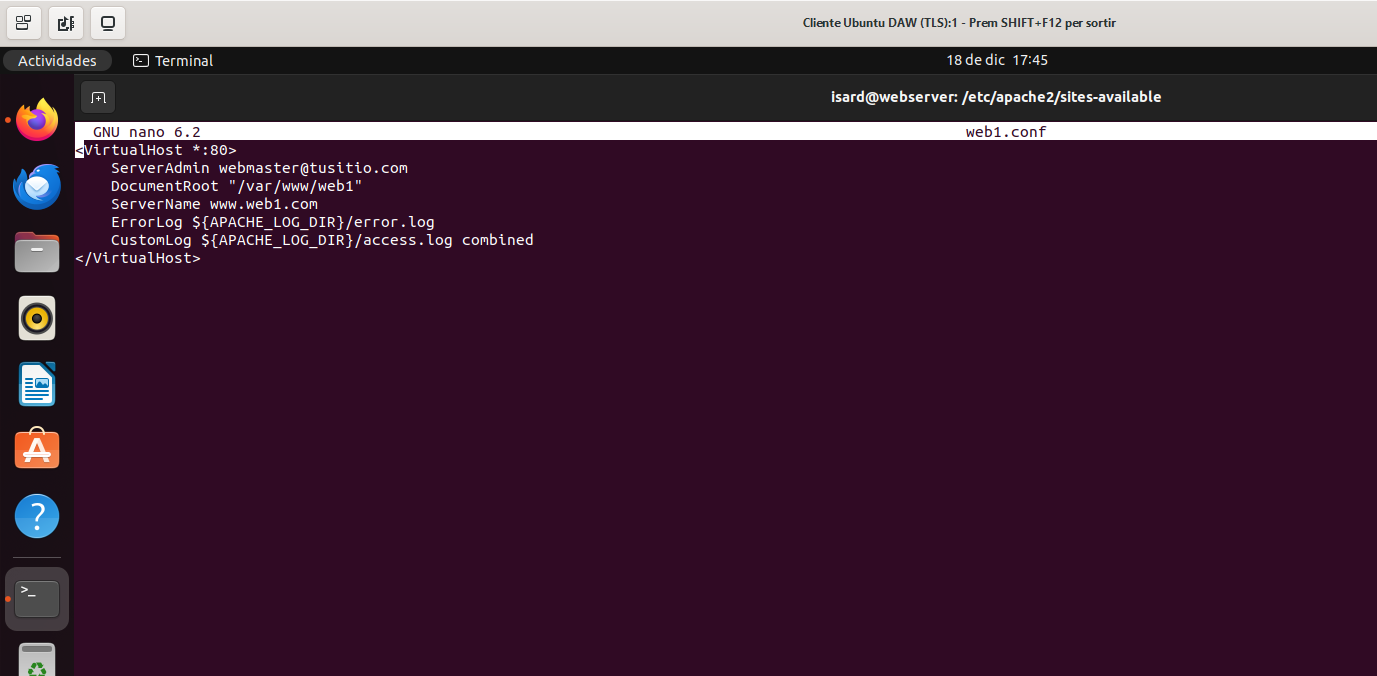 Cliente Ubuntu DAW (TLS):1 - Prem SHIFT+F12 per sortir
Actividades
Terminal
18 de dic 17:45
isard@webserver: /etc/apache2/sites-available
GNU nano 6.2 web1.conf
<VirtualHost *:80>
    ServerAdmin webmaster@tusitio.com
    DocumentRoot "/var/www/web1"
    ServerName www.web1.com
    ErrorLog ${APACHE_LOG_DIR}/error.log
    CustomLog ${APACHE_LOG_DIR}/access.log combined
</VirtualHost>